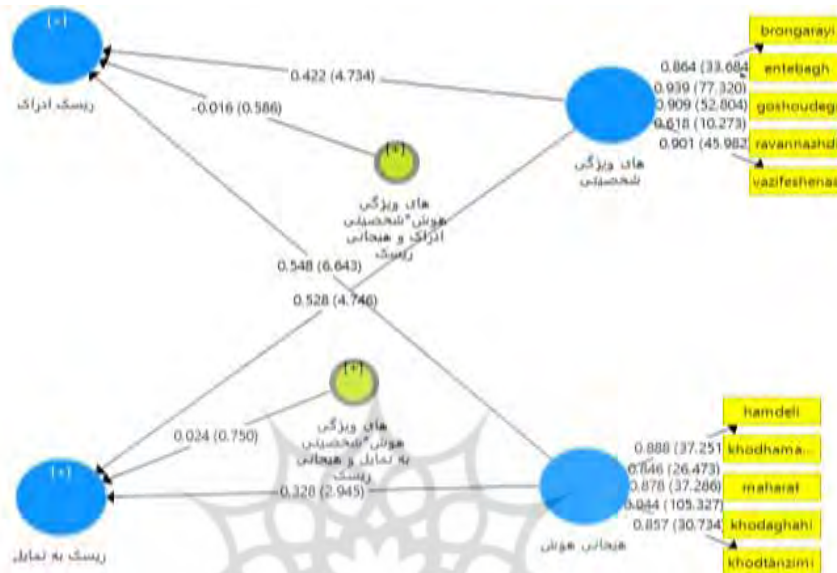 [+]
ریسک ادراک
0.422 (4.734)
-0.016 (0.586)
[+]
های ویژگی
هوش*شخصیتی
ادراک و هیجانی
ریسک
های ویژگی
شخصیتی
0.864 (33.684
0.939 (77.320)
0.909 (52.804)
0.618 (10.273)
0.901 (45.982)
brongarayi
entebagh
goshoudegi
ravannazhdi
vazifeshenas
0.548 (6.643)
0.528 (4.746)
[+]
های ویژگی
هوش*شخصیتی
به تمایل و هیجانی
ریسک
0.024 (0.750)
0.328 (2.945)
[+]
ریسک به تمایل
هیجانی هوش
0.888 (37.251
0.846 (26.473)
0.878 (37.286)
0.944 (105.327)
0.857 (30.734)
hamdeli
khodhama...
maharat
khodaghahi
khodtanzimi